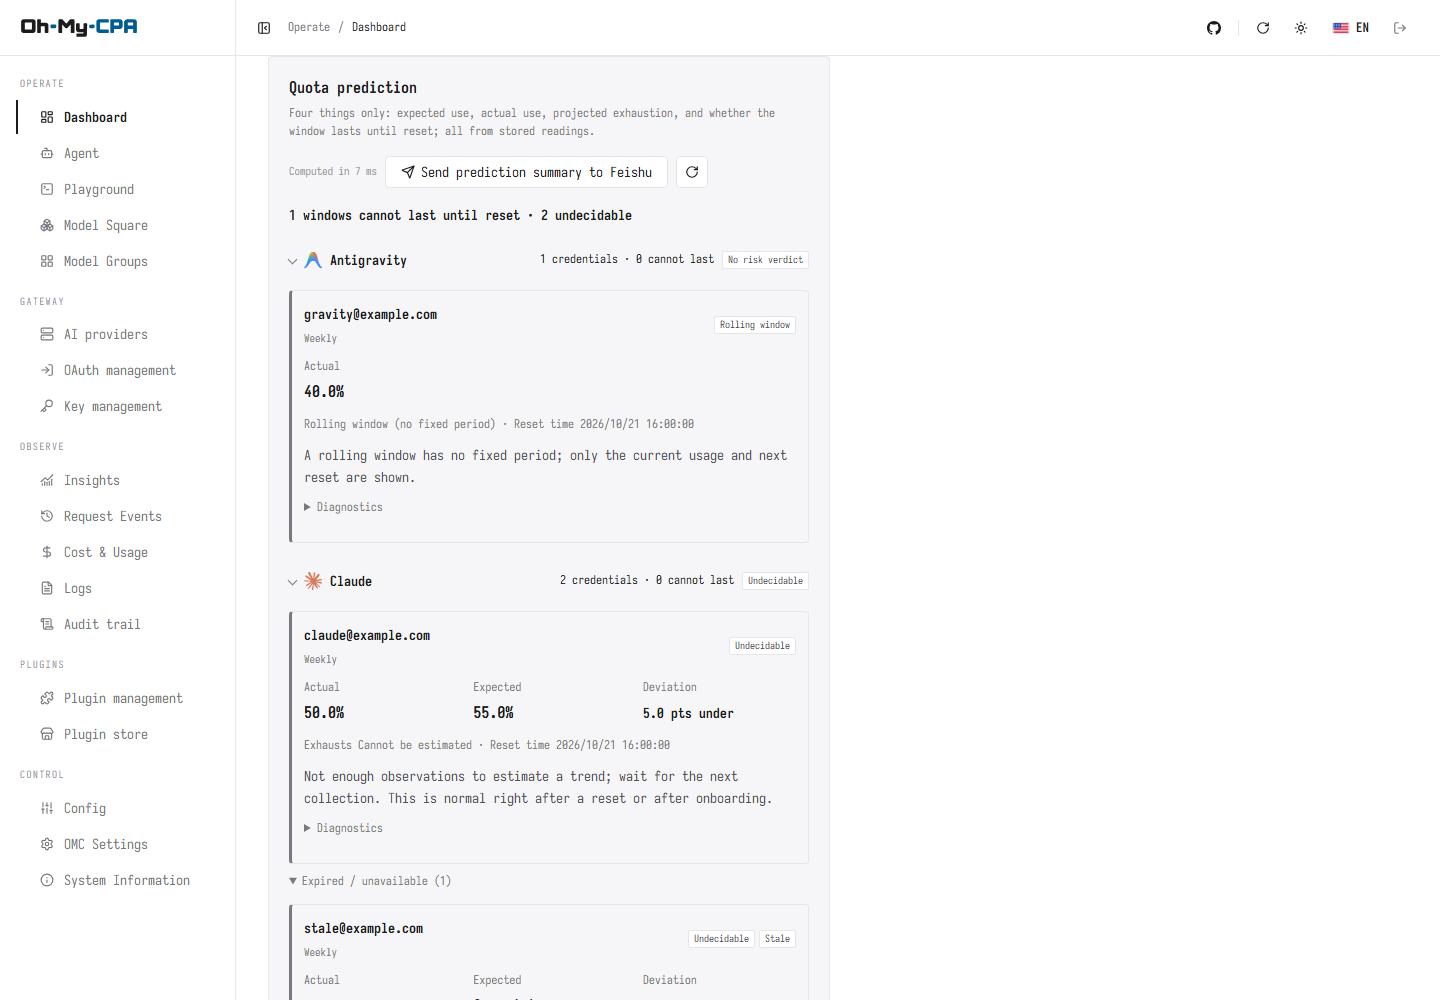 Oh-My-CPA
Operate / Dashboard
EN
OPERATE
Dashboard
Agent
Playground
Model Square
Model Groups
GATEWAY
AI providers
OAuth management
Key management
OBSERVE
Insights
Request Events
Cost & Usage
Logs
Audit trail
PLUGINS
Plugin management
Plugin store
CONTROL
Config
OMC Settings
System Information
Quota prediction
Four things only: expected use, actual use, projected exhaustion, and whether the
window lasts until reset; all from stored readings.
Computed in 7 ms
Send prediction summary to Feishu
1 windows cannot last until reset · 2 undecidable
Antigravity
1 credentials · 0 cannot last
No risk verdict
gravity@example.com
Rolling window
Weekly
Actual
40.0%
Rolling window (no fixed period) · Reset time 2026/10/21 16:00:00
A rolling window has no fixed period; only the current usage and next
reset are shown.
Diagnostics
Claude
2 credentials · 0 cannot last
Undecidable
claude@example.com
Undecidable
Weekly
Actual Expected Deviation
50.0% 55.0% 5.0 pts under
Exhausts Cannot be estimated · Reset time 2026/10/21 16:00:00
Not enough observations to estimate a trend; wait for the next
collection. This is normal right after a reset or after onboarding.
Diagnostics
Expired / unavailable (1)
stale@example.com
Undecidable Stale
Weekly
Actual Expected Deviation